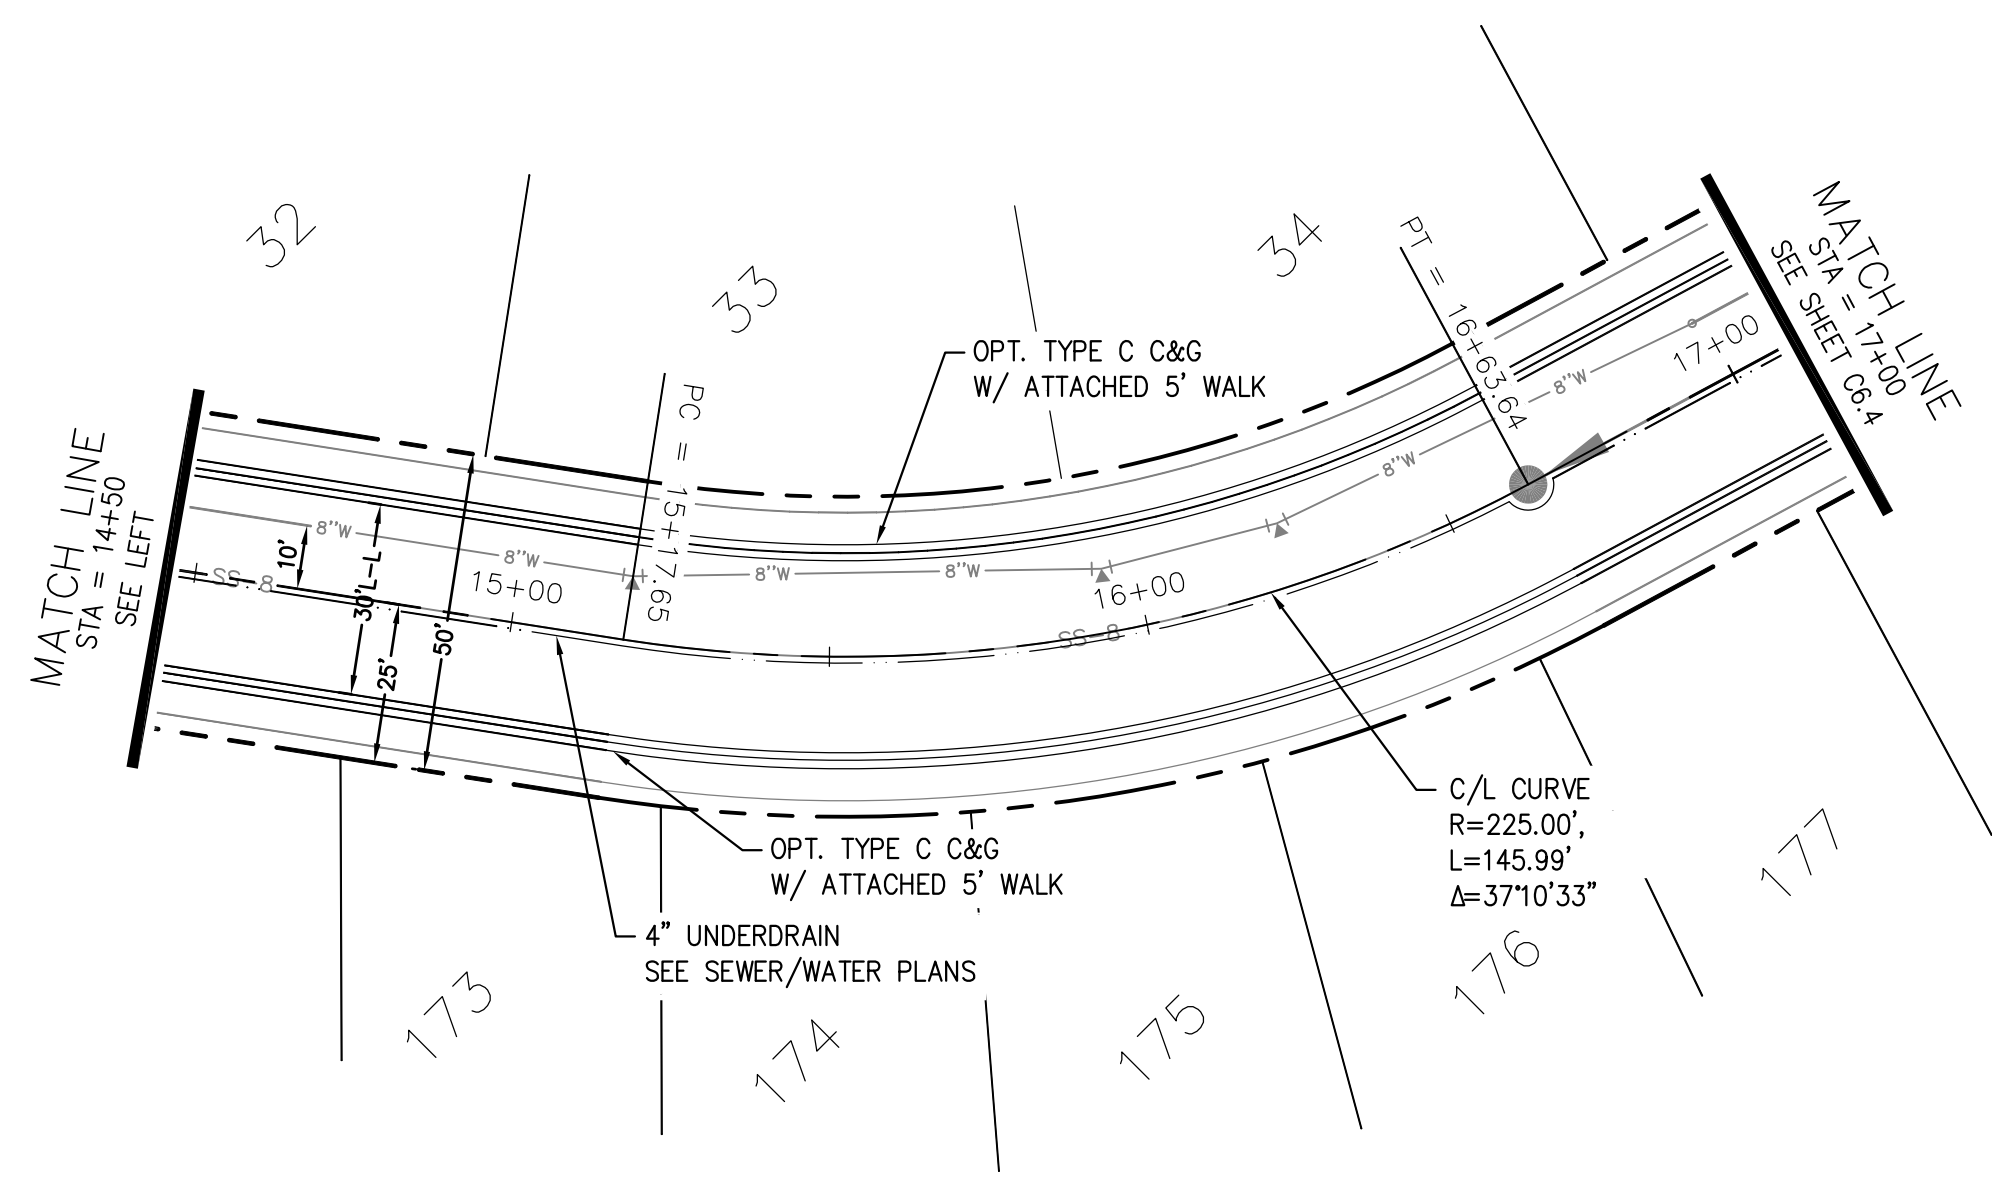 32
33
34
PT = 16+63.64
MATCH LINE
STA = 17+00
SEE SHEET C6.4
17+00
OPT. TYPE C C&G
W/ ATTACHED 5' WALK
PC = 15+17.65
MATCH LINE
STA = 14+50
SEE LEFT
8"W
8"W
8"W
8"W
8"W
8"W
10'
30'L-L
25'
50'
SS-8
15+00
16+00
SS-8
C/L CURVE
R=225.00',
L=145.99'
Δ=37°10'33"
OPT. TYPE C C&G
W/ ATTACHED 5' WALK
4" UNDERDRAIN
SEE SEWER/WATER PLANS
173
174
175
176
177